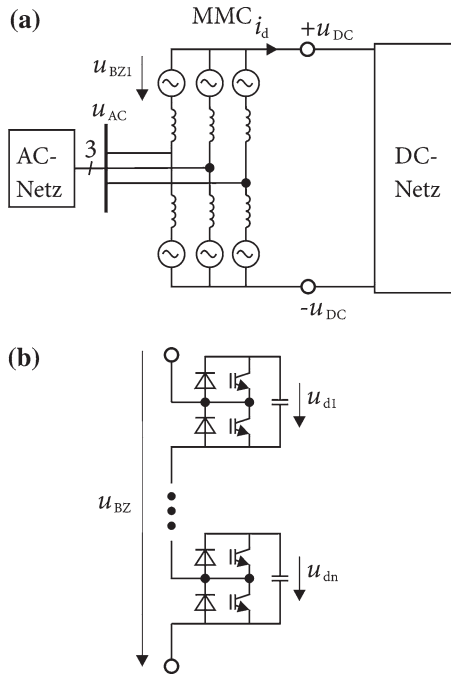 (a)
MMC
i_d
+u_DC
u_BZ1
u_AC
3
AC-
Netz
DC-
Netz
-u_DC
(b)
u_d1
u_BZ
u_dn